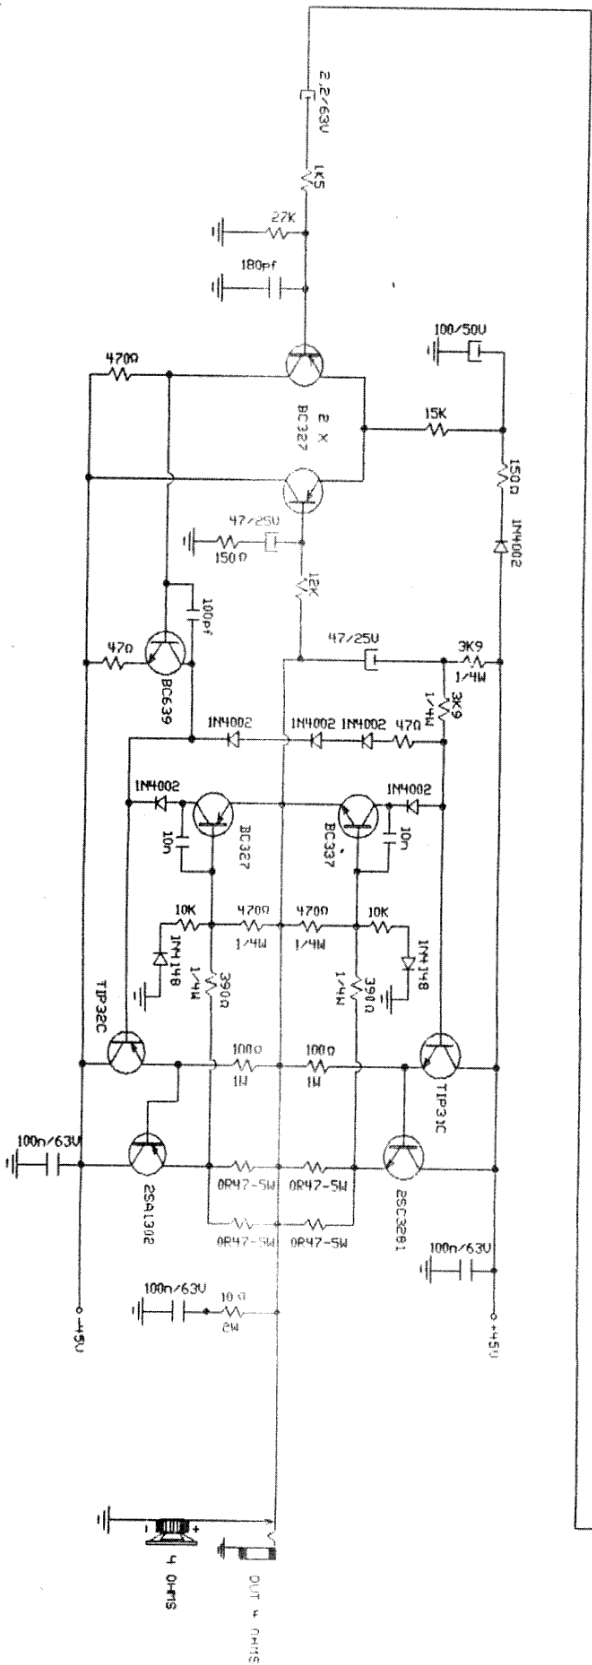 2,2/63V
1K5
27K
180pf
100/50V
470Ω
2 X
BC327
15K
150Ω
47/25V
150Ω
1N4002
12K
100pf
47/25V
3K9
1/4W
47Ω
BC639
3K9
1/4W
1N4002
1N4002
1N4002
47Ω
1N4002
1N4002
10n
BC327
BC337
10n
10K
470Ω
1/4W
470Ω
1/4W
10K
1N4148
390Ω
1/4W
390Ω
1/4W
1N4148
TIP32C
100Ω
1W
100Ω
1W
TIP31C
100n/63V
2SA1302
0R47-5W
0R47-5W
2SC3281
0R47-5W
0R47-5W
100n/63V
100n/63V
10Ω
2W
-45V
+45V
-
+
4 OHMS
OUT 4 OHMS